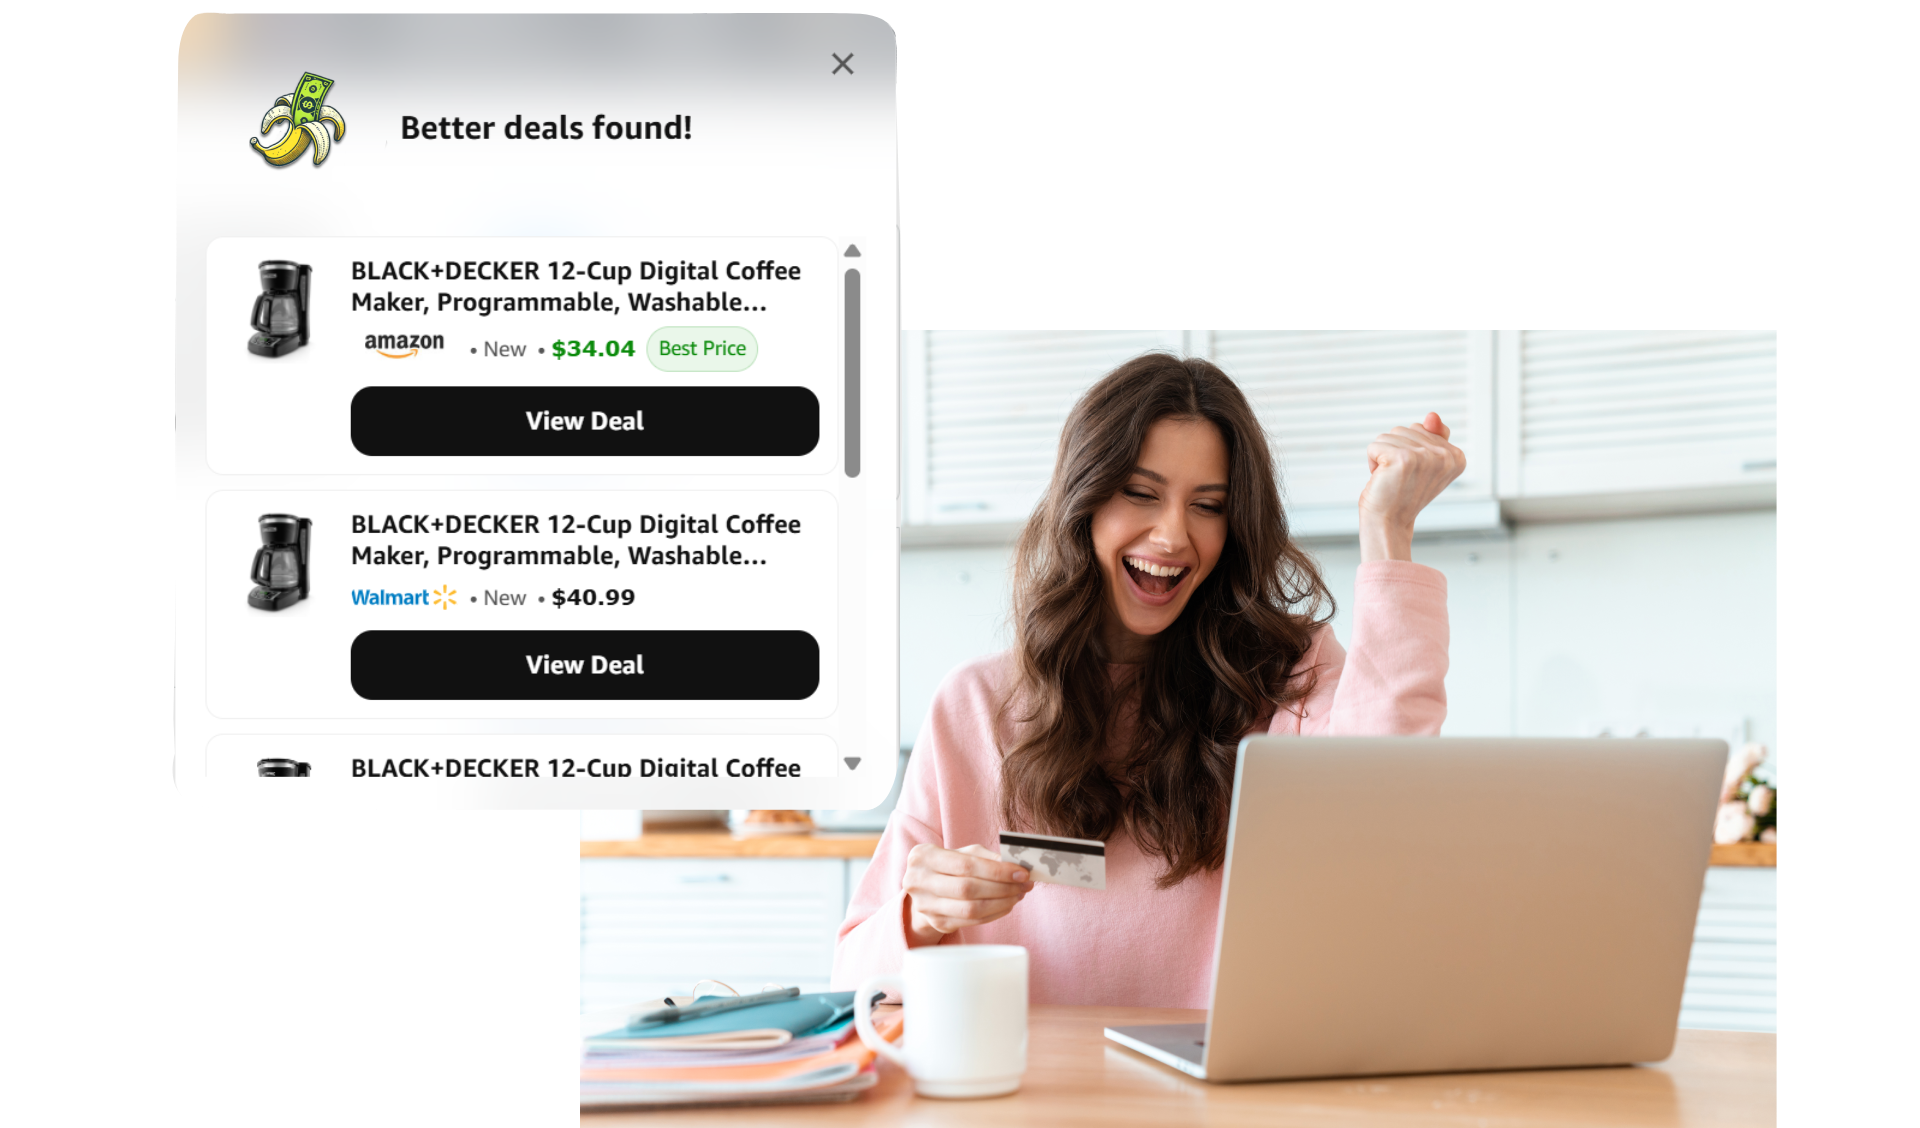 Better deals found!
BLACK+DECKER 12-Cup Digital Coffee
Maker, Programmable, Washable...
amazon • New • $34.04 Best Price
View Deal
BLACK+DECKER 12-Cup Digital Coffee
Maker, Programmable, Washable...
Walmart • New • $40.99
View Deal
BLACK+DECKER 12-Cup Digital Coffee